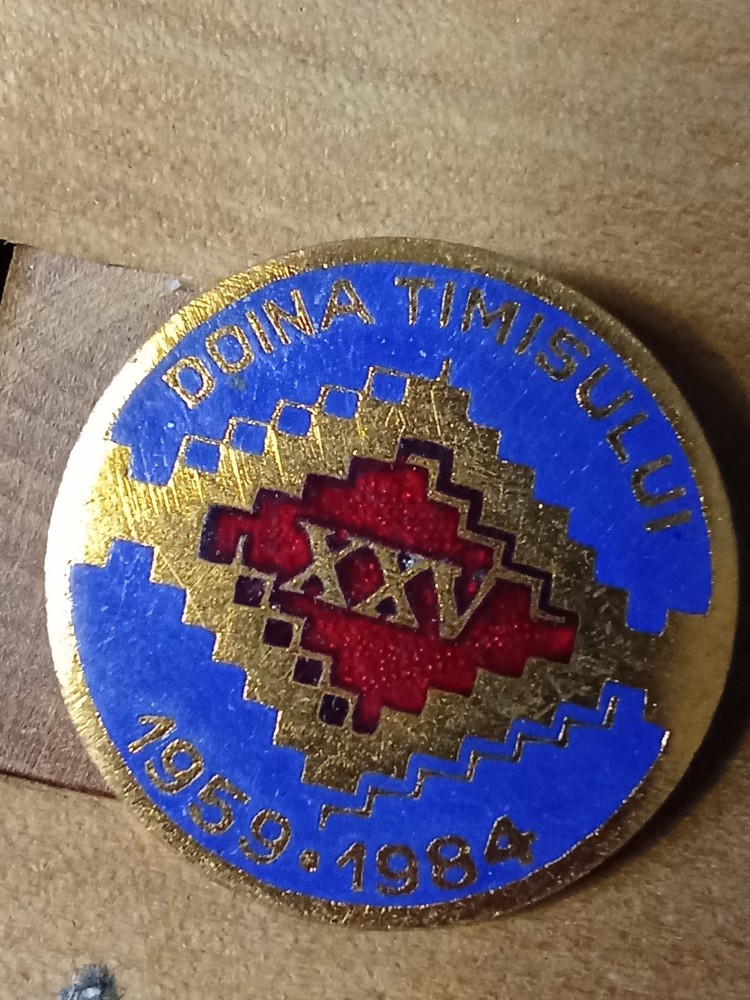 DOINA TIMISULUI
XXV
1959 • 1984